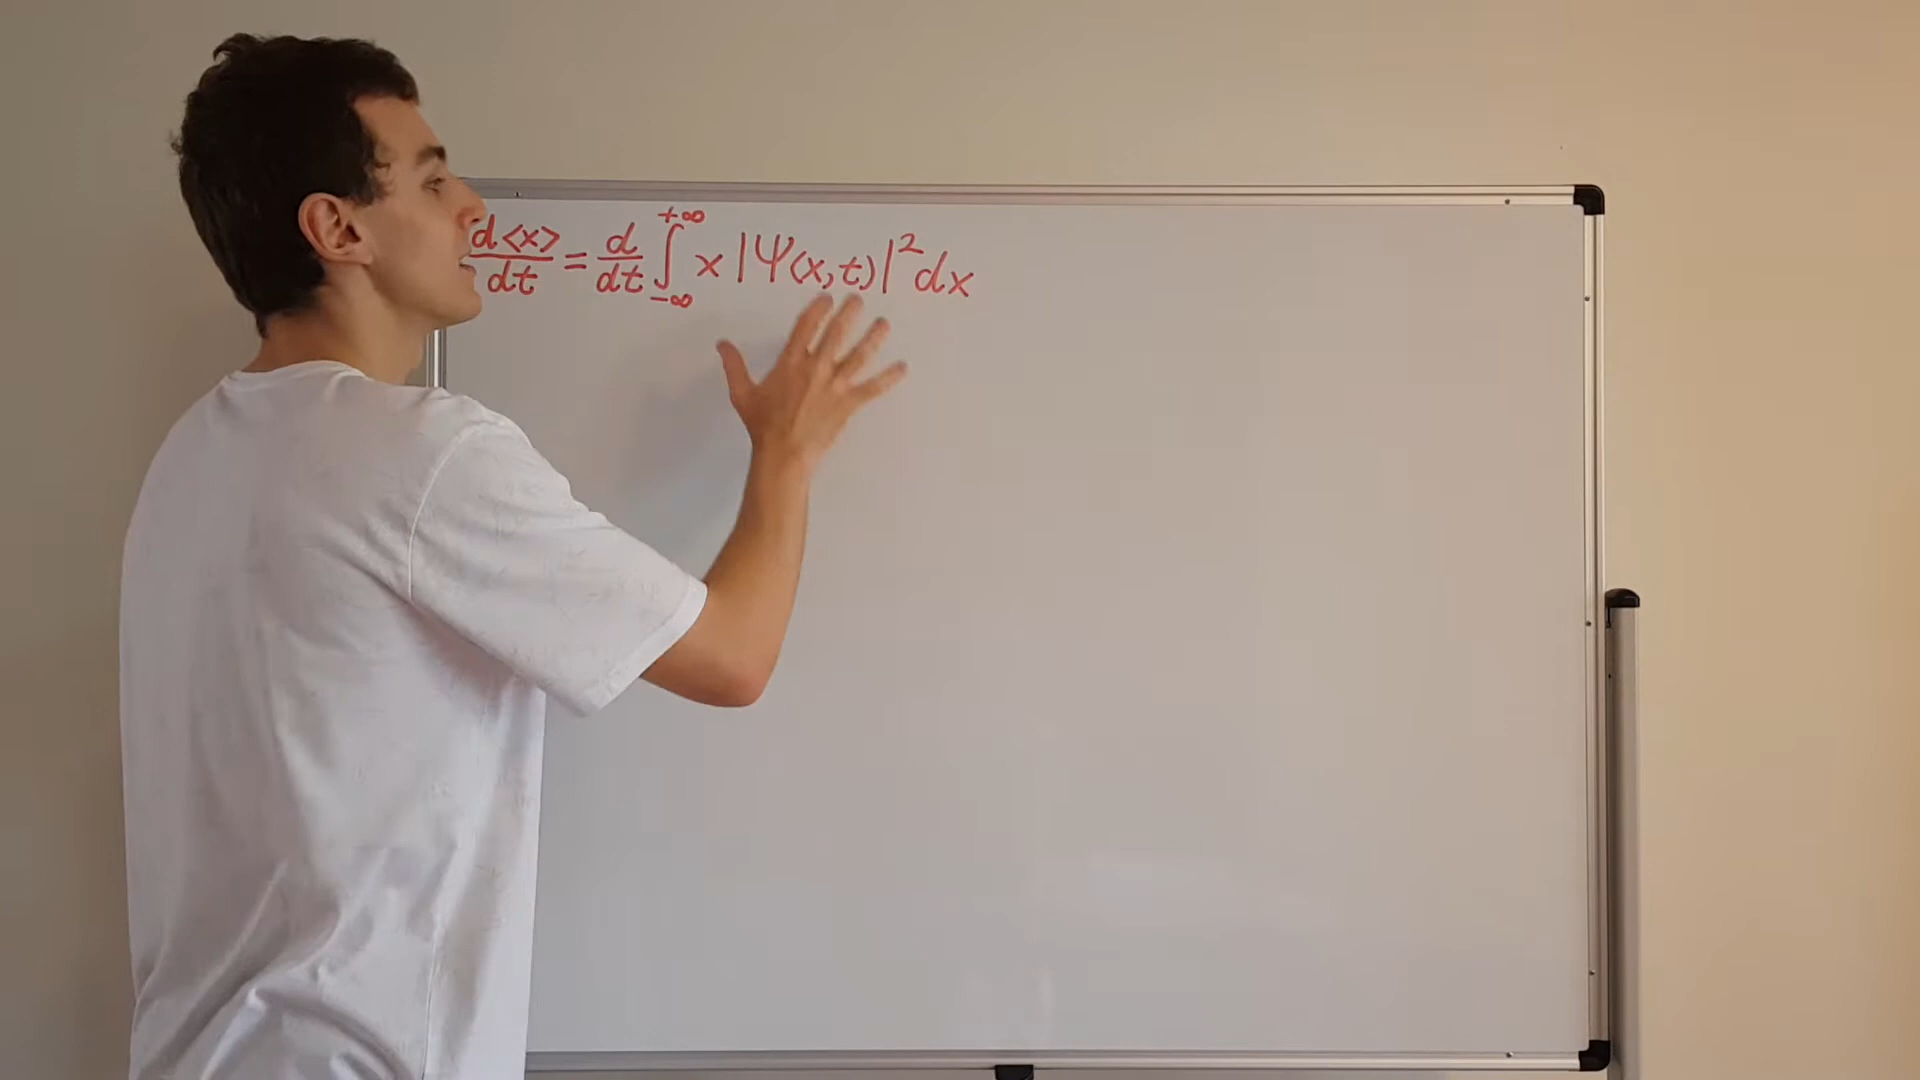 d<x>/dt = d/dt ∫_{-∞}^{+∞} x |Ψ(x,t)|² dx